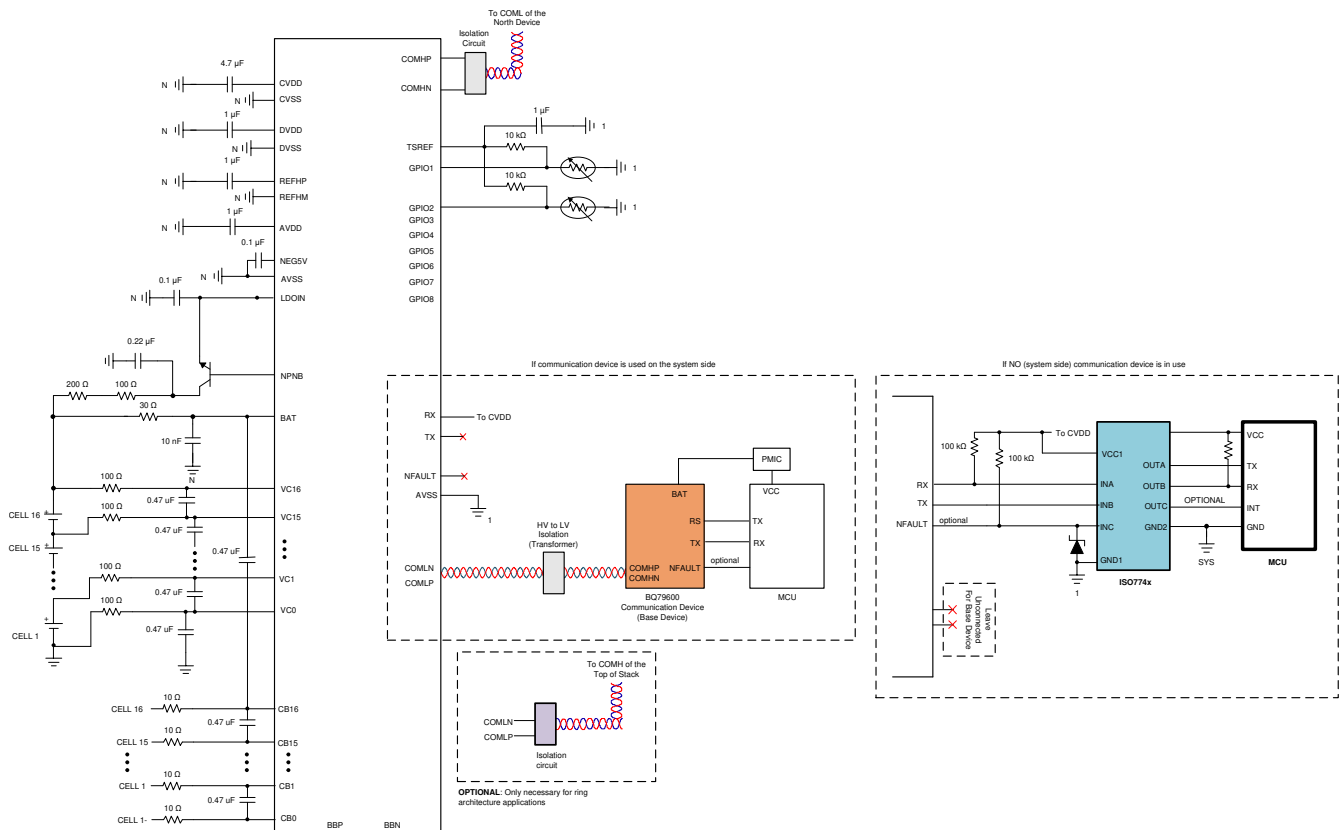 To COML of the
North Device
Isolation
Circuit
COMHP
COMHN
4.7 µF
N
CVDD
N
CVSS
1 µF
N
DVDD
N
DVSS
1 µF
N
REFHP
N
REFHM
1 µF
N
AVDD
0.1 µF
NEG5V
N
AVSS
0.1 µF
N
LDOIN
0.22 µF
NPNB
200 Ω
100 Ω
30 Ω
BAT
10 nF
N
100 Ω
VC16
0.47 uF
CELL 16
+
100 Ω
VC15
0.47 uF
CELL 15
+
0.47 uF
100 Ω
VC1
0.47 uF
100 Ω
VC0
+
CELL 1
0.47 uF
10 Ω
CELL 16
CB16
0.47 uF
10 Ω
CELL 15
CB15
10 Ω
CELL 1
CB1
0.47 uF
10 Ω
CELL 1-
CB0
BBP
BBN
1 µF
1
TSREF
10 kΩ
GPIO1
1
10 kΩ
GPIO2
1
GPIO3
GPIO4
GPIO5
GPIO6
GPIO7
GPIO8
If communication device is used on the system side
RX
To CVDD
TX
NFAULT
AVSS
1
PMIC
BAT
VCC
HV to LV
Isolation
(Transformer)
RS
TX
TX
RX
COMLN
COMLP
COMHP
COMHN
NFAULT
optional
BQ79600
Communication Device
(Base Device)
MCU
To COMH of the
Top of Stack
COMLN
COMLP
Isolation
circuit
OPTIONAL: Only necessary for ring
architecture applications
If NO (system side) communication device is in use
To CVDD
100 kΩ
100 kΩ
VCC1
VCC
OUTA
TX
RX
INA
OUTB
RX
TX
INB
OUTC
OPTIONAL
INT
NFAULT
optional
INC
GND2
GND
GND1
SYS
1
ISO774x
MCU
Leave
Unconnected
For Base Device